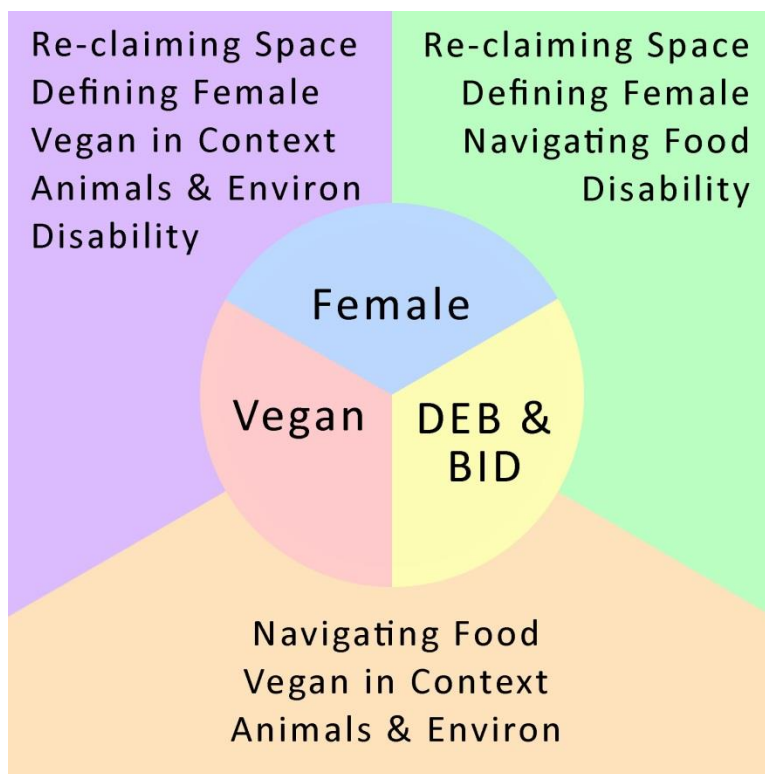 Re-claiming Space
Defining Female
Vegan in Context
Animals & Environ
Disability
Re-claiming Space
Defining Female
Navigating Food
Disability
Female
Vegan
DEB &
BID
Navigating Food
Vegan in Context
Animals & Environ